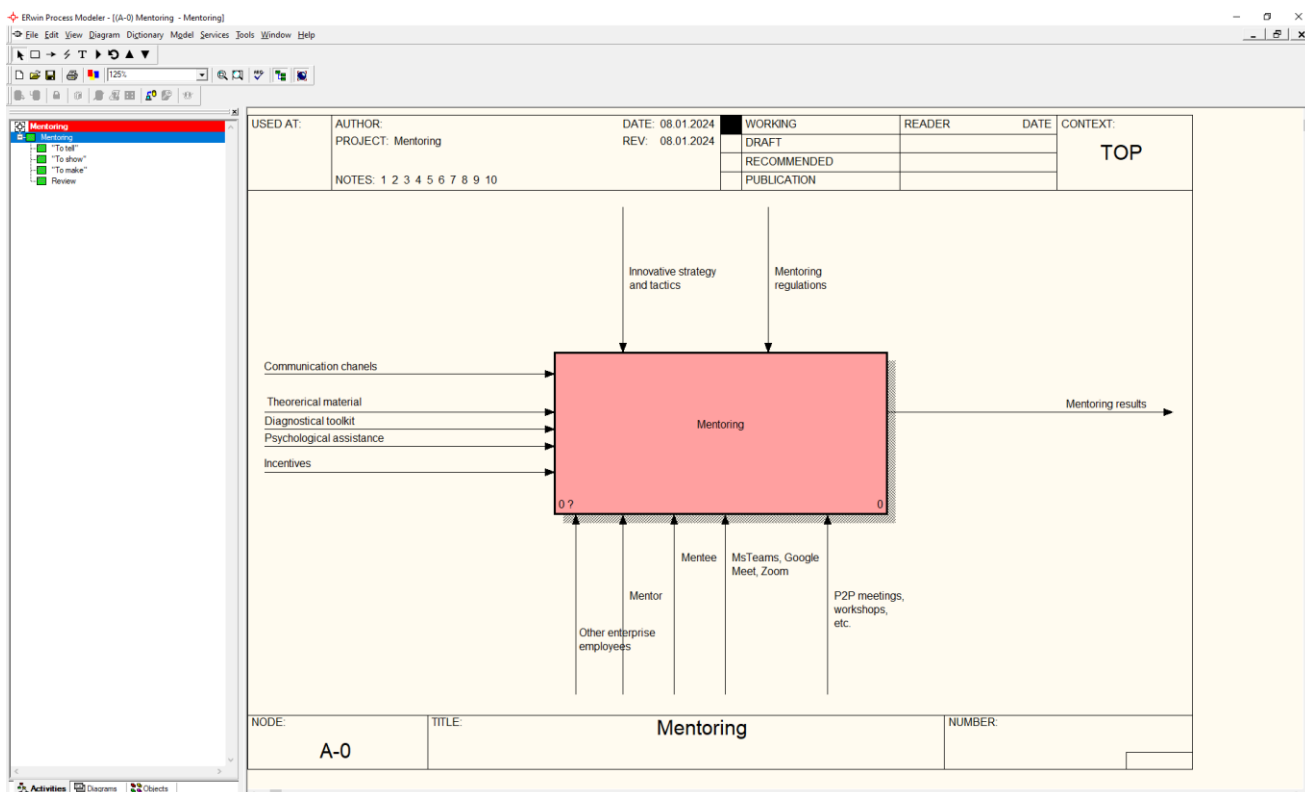 ERwin Process Modeler - [(A-0) Mentoring - Mentoring]
File Edit View Diagram Dictionary Model Services Tools Window Help
125%
Mentoring
Mentoring
"To tell"
"To show"
"To make"
Review
Activities Diagrams Objects
USED AT: AUTHOR: DATE: 08.01.2024 WORKING READER DATE CONTEXT:
PROJECT: Mentoring REV: 08.01.2024 DRAFT
TOP
RECOMMENDED
NOTES: 1 2 3 4 5 6 7 8 9 10 PUBLICATION
Innovative strategy
and tactics
Mentoring
regulations
Communication chanels
Theorerical material
Diagnostical toolkit
Psychological assistance
Incentives
Mentoring
0 ? 0
Mentoring results
Mentee
MsTeams, Google
Meet, Zoom
Mentor
P2P meetings,
workshops,
etc.
Other enterprise
employees
NODE: TITLE: NUMBER:
A-0 Mentoring